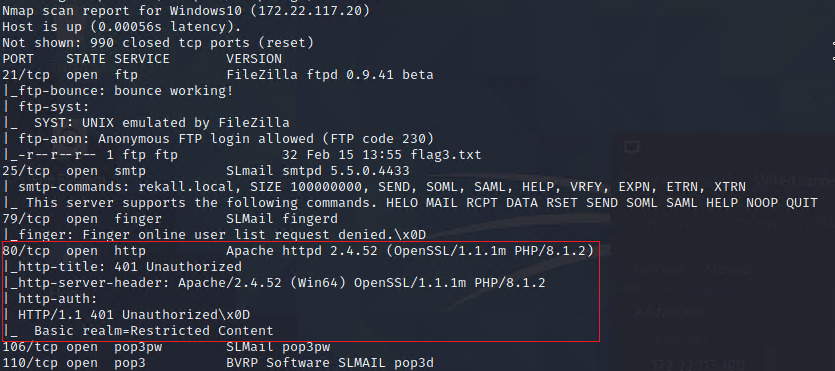 Nmap scan report for Windows10 (172.22.117.20)
Host is up (0.00056s latency).
Not shown: 990 closed tcp ports (reset)
PORT    STATE SERVICE       VERSION
21/tcp  open  ftp           FileZilla ftpd 0.9.41 beta
|_ftp-bounce: bounce working!
| ftp-syst:
|_  SYST: UNIX emulated by FileZilla
| ftp-anon: Anonymous FTP login allowed (FTP code 230)
|_-r--r--r-- 1 ftp ftp             32 Feb 15 13:55 flag3.txt
25/tcp  open  smtp          SLmail smtpd 5.5.0.4433
| smtp-commands: rekall.local, SIZE 100000000, SEND, SOML, SAML, HELP, VRFY, EXPN, ETRN, XTRN
|_ This server supports the following commands. HELO MAIL RCPT DATA RSET SEND SOML SAML HELP NOOP QUIT
79/tcp  open  finger        SLMail fingerd
|_finger: Finger online user list request denied.\x0D
80/tcp  open  http          Apache httpd 2.4.52 (OpenSSL/1.1.1m PHP/8.1.2)
|_http-title: 401 Unauthorized
|_http-server-header: Apache/2.4.52 (Win64) OpenSSL/1.1.1m PHP/8.1.2
| http-auth:
| HTTP/1.1 401 Unauthorized\x0D
|_  Basic realm=Restricted Content
106/tcp open  pop3pw        SLMail pop3pw
110/tcp open  pop3          BVRP Software SLMAIL pop3d